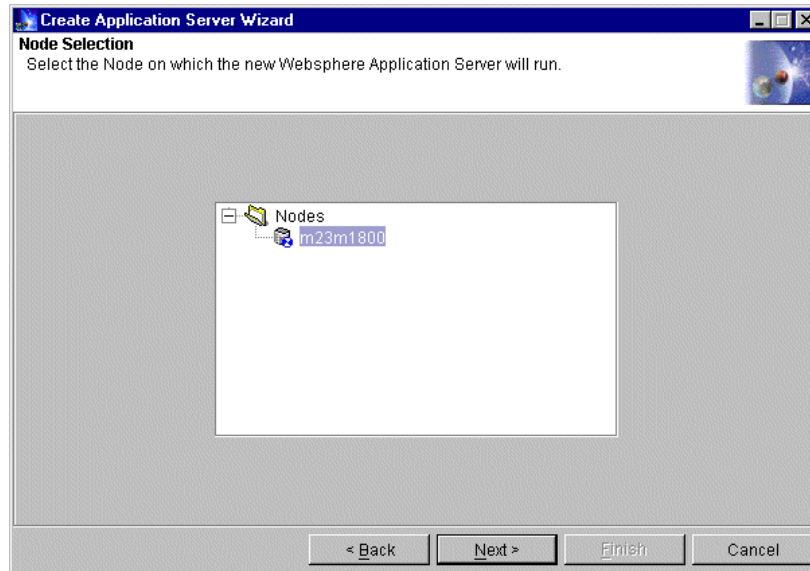 Create Application Server Wizard
Node Selection
Select the Node on which the new Websphere Application Server will run.
Nodes
m23m1800
< Back
Next >
Finish
Cancel